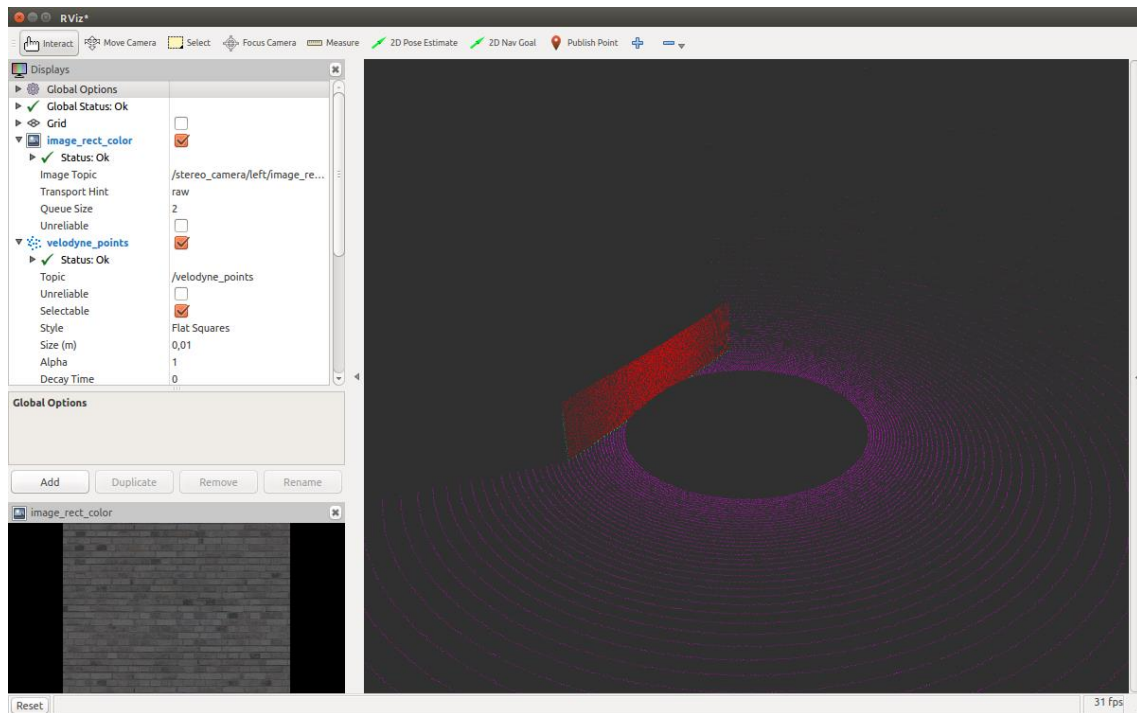 RViz*
Interact Move Camera Select Focus Camera Measure 2D Pose Estimate 2D Nav Goal Publish Point
Displays
Global Options
Global Status: Ok
Grid
image_rect_color
Status: Ok
Image Topic /stereo_camera/left/image_re...
Transport Hint raw
Queue Size 2
Unreliable
velodyne_points
Status: Ok
Topic /velodyne_points
Unreliable
Selectable
Style Flat Squares
Size (m) 0,01
Alpha 1
Decay Time 0
Global Options
Add Duplicate Remove Rename
image_rect_color
Reset 31 fps